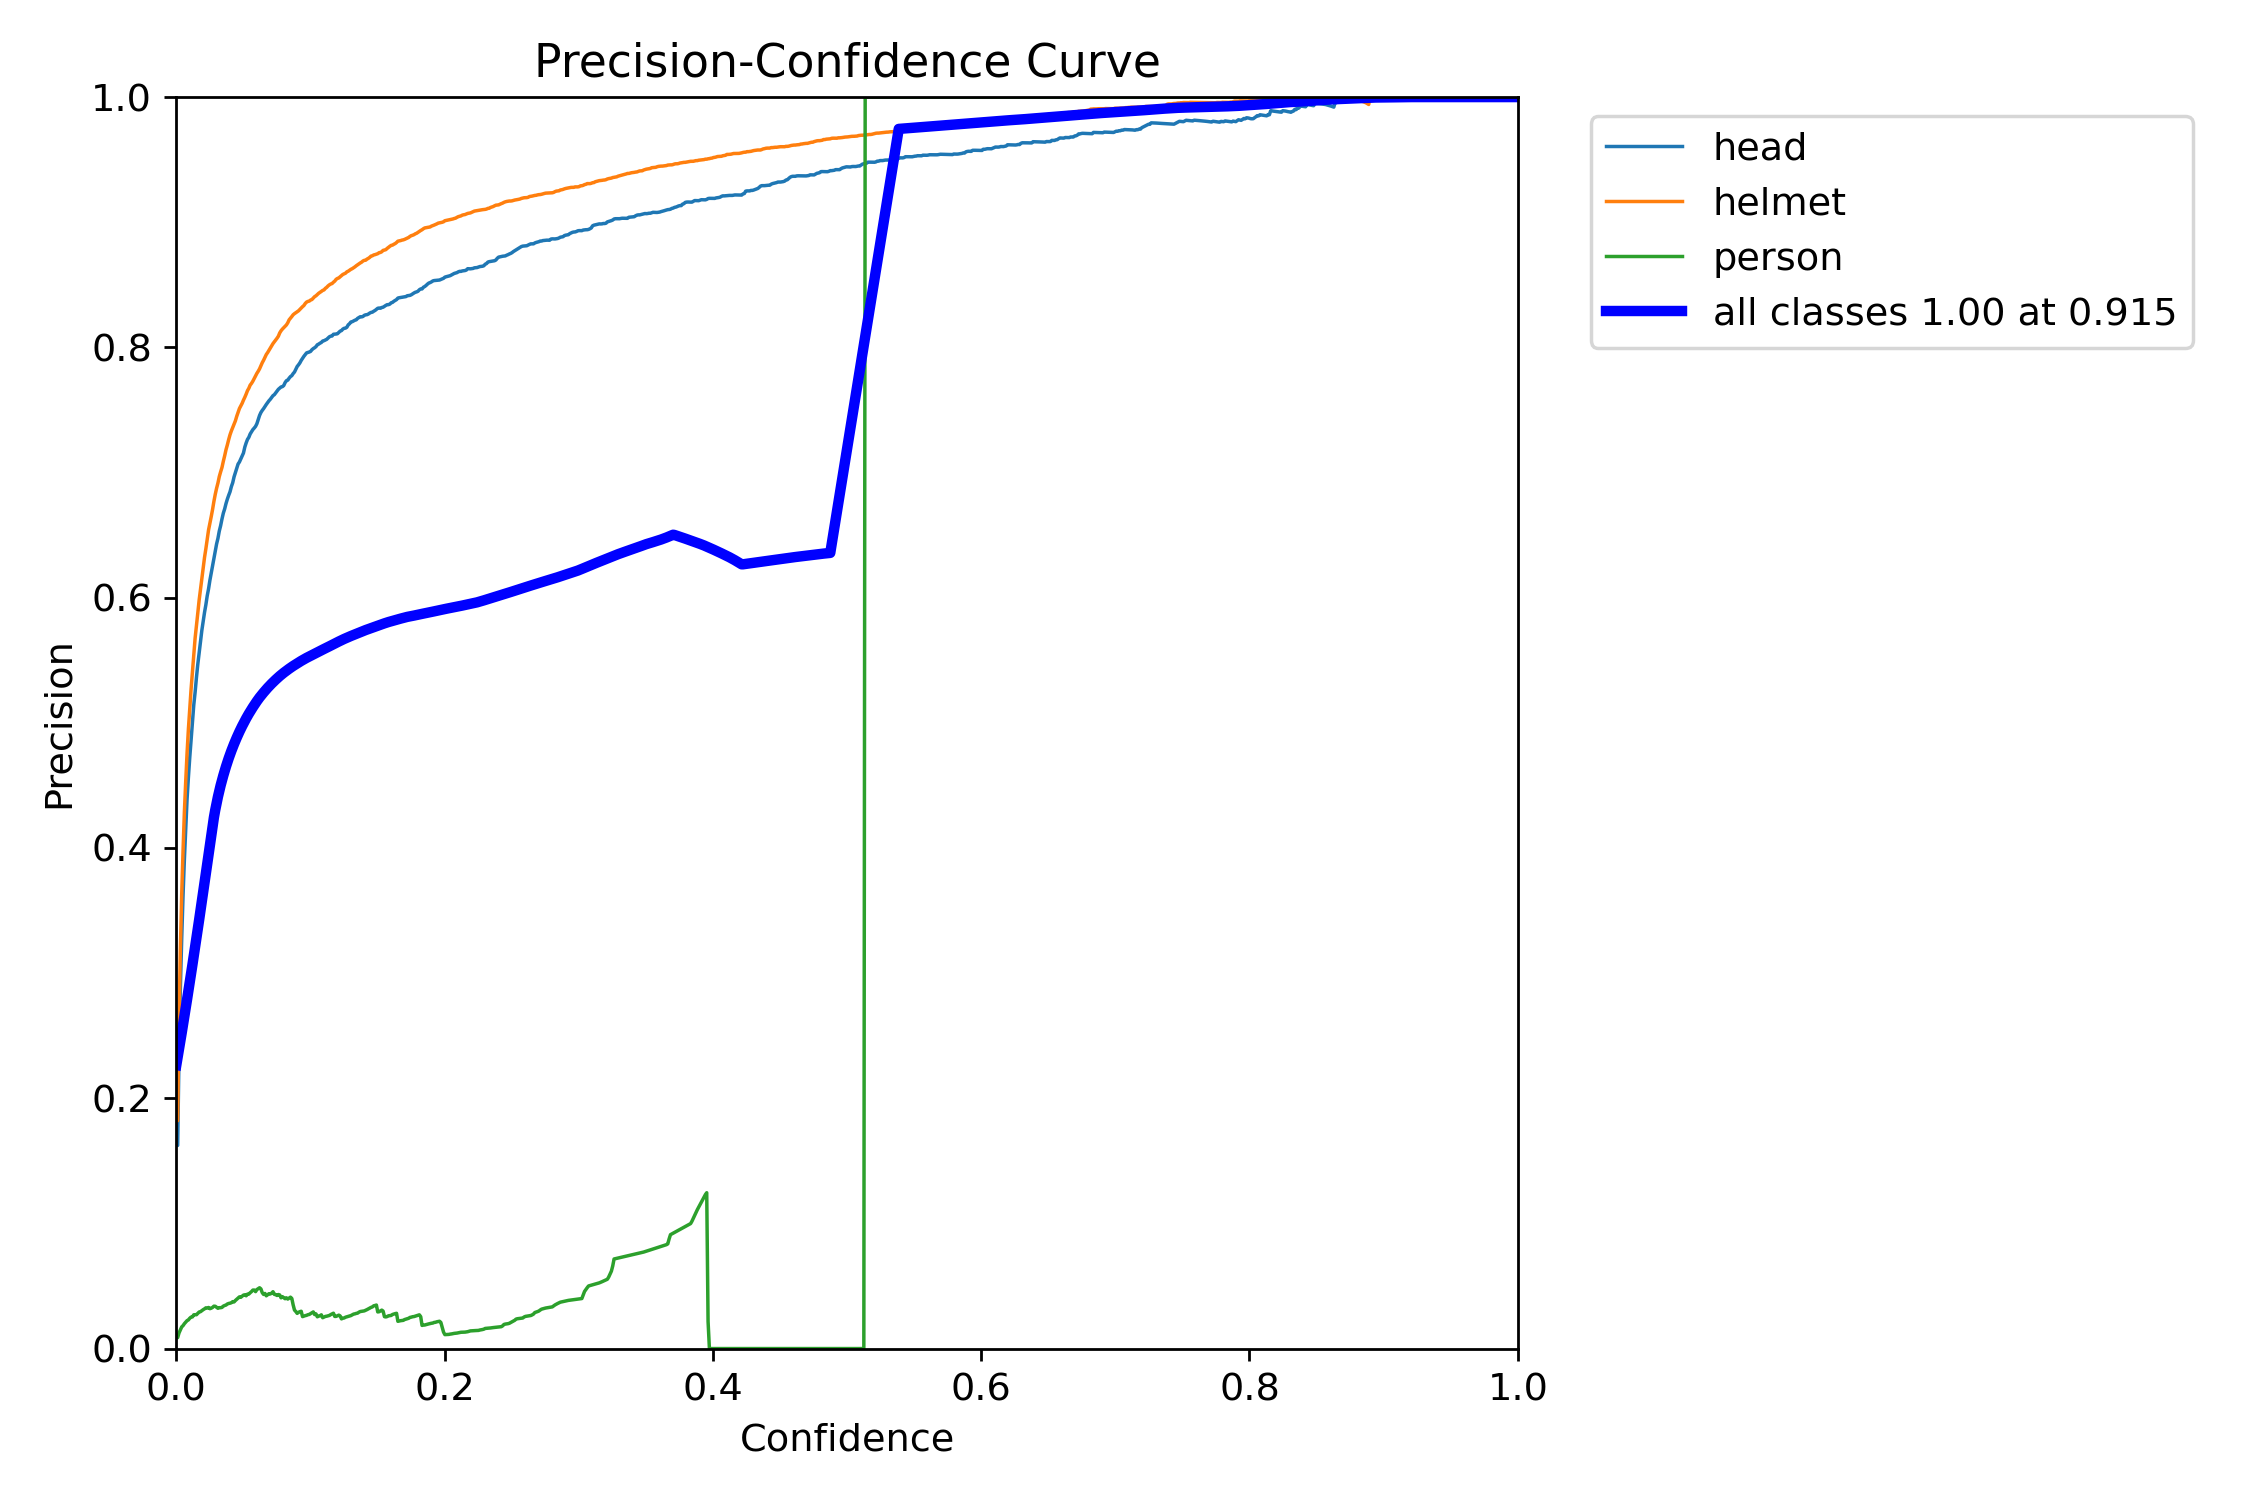 Precision-Confidence Curve
1.0
0.8
0.6
0.4
0.2
0.0
Precision
0.0 0.2 0.4 0.6 0.8 1.0
Confidence
head
helmet
person
all classes 1.00 at 0.915